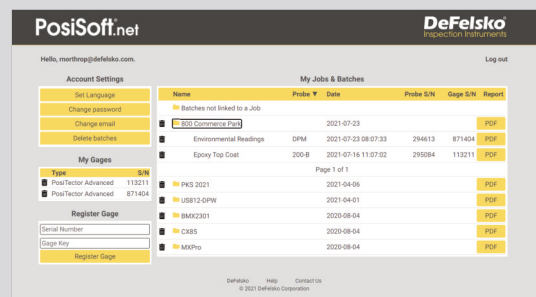 PosiSoft.net
DeFelsko
Inspection Instruments
Hello, morthrop@defelsko.com.
Log out
Account Settings
Set Language
Change password
Change email
Delete batches
My Gages
Type S/N
PosiTector Advanced 113211
PosiTector Advanced 871404
Register Gage
Serial Number
Gage Key
Register Gage
My Jobs & Batches
Name Probe ▼ Date Probe S/N Gage S/N Report
Batches not linked to a Job
800 Commerce Park 2021-07-23 PDF
Environmental Readings DPM 2021-07-23 08:07:33 294613 871404 PDF
Epoxy Top Coat 200-B 2021-07-16 11:07:02 295084 113211 PDF
Page 1 of 1
PKS 2021 2021-04-06 PDF
US812-DPW 2021-04-01 PDF
BMX2301 2020-08-04 PDF
CX85 2020-08-04 PDF
MXPro 2020-08-04 PDF
DeFelsko Help Contact Us
© 2021 DeFelsko Corporation